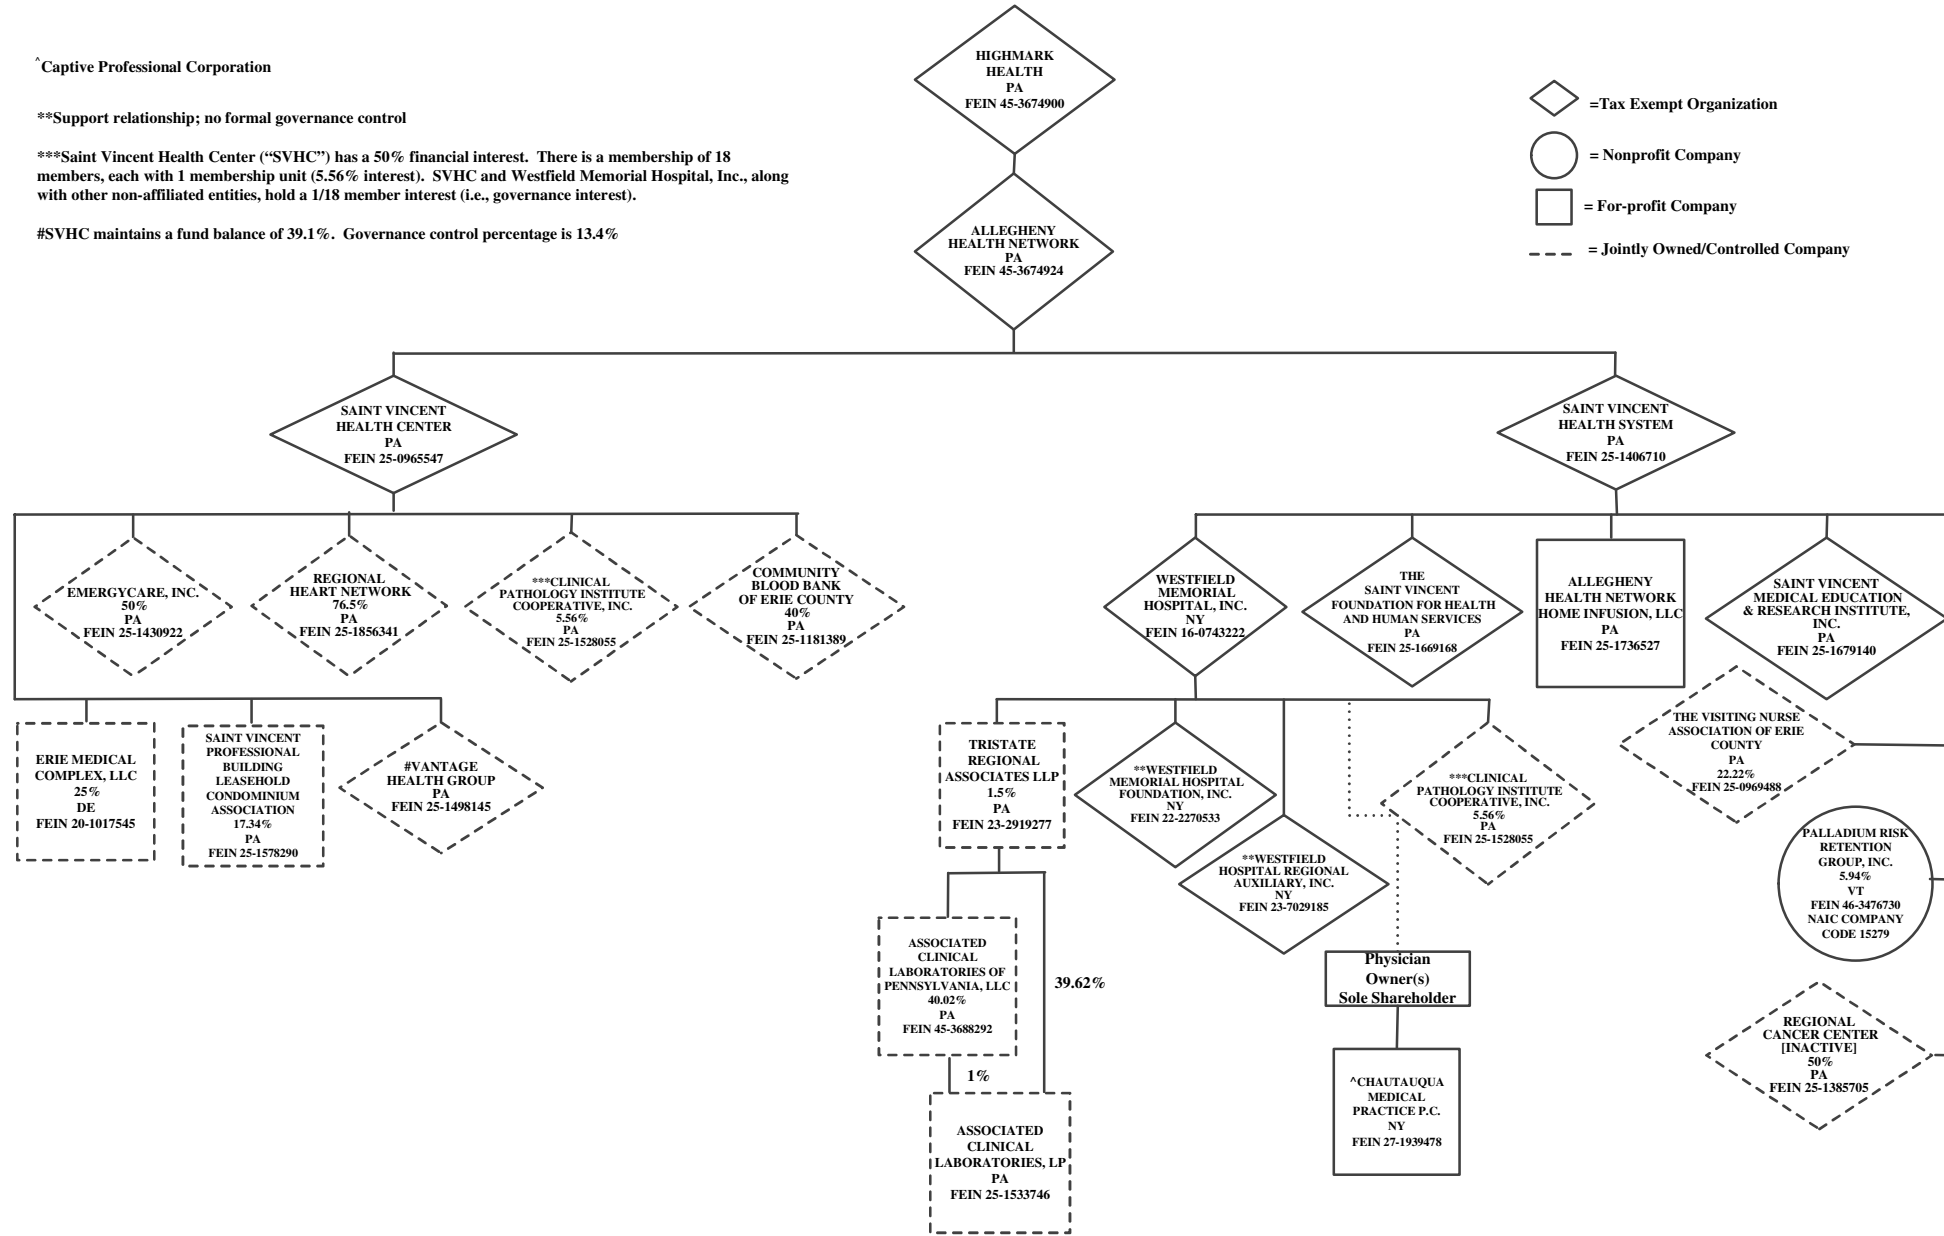 ^Captive Professional Corporation
**Support relationship; no formal governance control
***Saint Vincent Health Center (“SVHC”) has a 50% financial interest.  There is a membership of 18
members, each with 1 membership unit (5.56% interest).  SVHC and Westfield Memorial Hospital, Inc., along
with other non-affiliated entities, hold a 1/18 member interest (i.e., governance interest).
#SVHC maintains a fund balance of 39.1%.  Governance control percentage is 13.4%
HIGHMARK
HEALTH
PA
FEIN 45-3674900
=Tax Exempt Organization
= Nonprofit Company
= For-profit Company
= Jointly Owned/Controlled Company
ALLEGHENY
HEALTH NETWORK
PA
FEIN 45-3674924
SAINT VINCENT
HEALTH CENTER
PA
FEIN 25-0965547
SAINT VINCENT
HEALTH SYSTEM
PA
FEIN 25-1406710
EMERGYCARE, INC.
50%
PA
FEIN 25-1430922
REGIONAL
HEART NETWORK
76.5%
PA
FEIN 25-1856341
***CLINICAL
PATHOLOGY INSTITUTE
COOPERATIVE, INC.
5.56%
PA
FEIN 25-1528055
COMMUNITY
BLOOD BANK
OF ERIE COUNTY
40%
PA
FEIN 25-1181389
WESTFIELD
MEMORIAL
HOSPITAL, INC.
NY
FEIN 16-0743222
THE
SAINT VINCENT
FOUNDATION FOR HEALTH
AND HUMAN SERVICES
PA
FEIN 25-1669168
ALLEGHENY
HEALTH NETWORK
HOME INFUSION, LLC
PA
FEIN 25-1736527
SAINT VINCENT
MEDICAL EDUCATION
& RESEARCH INSTITUTE,
INC.
PA
FEIN 25-1679140
ERIE MEDICAL
COMPLEX, LLC
25%
DE
FEIN 20-1017545
SAINT VINCENT
PROFESSIONAL
BUILDING
LEASEHOLD
CONDOMINIUM
ASSOCIATION
17.34%
PA
FEIN 25-1578290
#VANTAGE
HEALTH GROUP
PA
FEIN 25-1498145
TRISTATE
REGIONAL
ASSOCIATES LLP
1.5%
PA
FEIN 23-2919277
**WESTFIELD
MEMORIAL HOSPITAL
FOUNDATION, INC.
NY
FEIN 22-2270533
**WESTFIELD
HOSPITAL REGIONAL
AUXILIARY, INC.
NY
FEIN 23-7029185
***CLINICAL
PATHOLOGY INSTITUTE
COOPERATIVE, INC.
5.56%
PA
FEIN 25-1528055
THE VISITING NURSE
ASSOCIATION OF ERIE
COUNTY
PA
22.22%
FEIN 25-0969488
PALLADIUM RISK
RETENTION
GROUP, INC.
5.94%
VT
FEIN 46-3476730
NAIC COMPANY
CODE 15279
ASSOCIATED
CLINICAL
LABORATORIES OF
PENNSYLVANIA, LLC
40.02%
PA
FEIN 45-3688292
39.62%
1%
Physician
Owner(s)
Sole Shareholder
REGIONAL
CANCER CENTER
[INACTIVE]
50%
PA
FEIN 25-1385705
^CHAUTAUQUA
MEDICAL
PRACTICE P.C.
NY
FEIN 27-1939478
ASSOCIATED
CLINICAL
LABORATORIES, LP
PA
FEIN 25-1533746